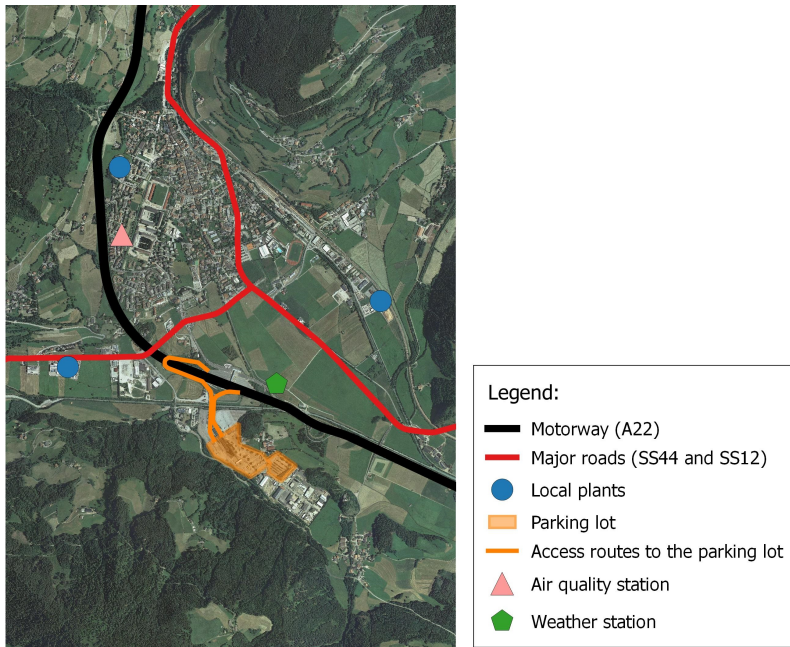 Legend:
Motorway (A22)
Major roads (SS44 and SS12)
Local plants
Parking lot
Access routes to the parking lot
Air quality station
Weather station